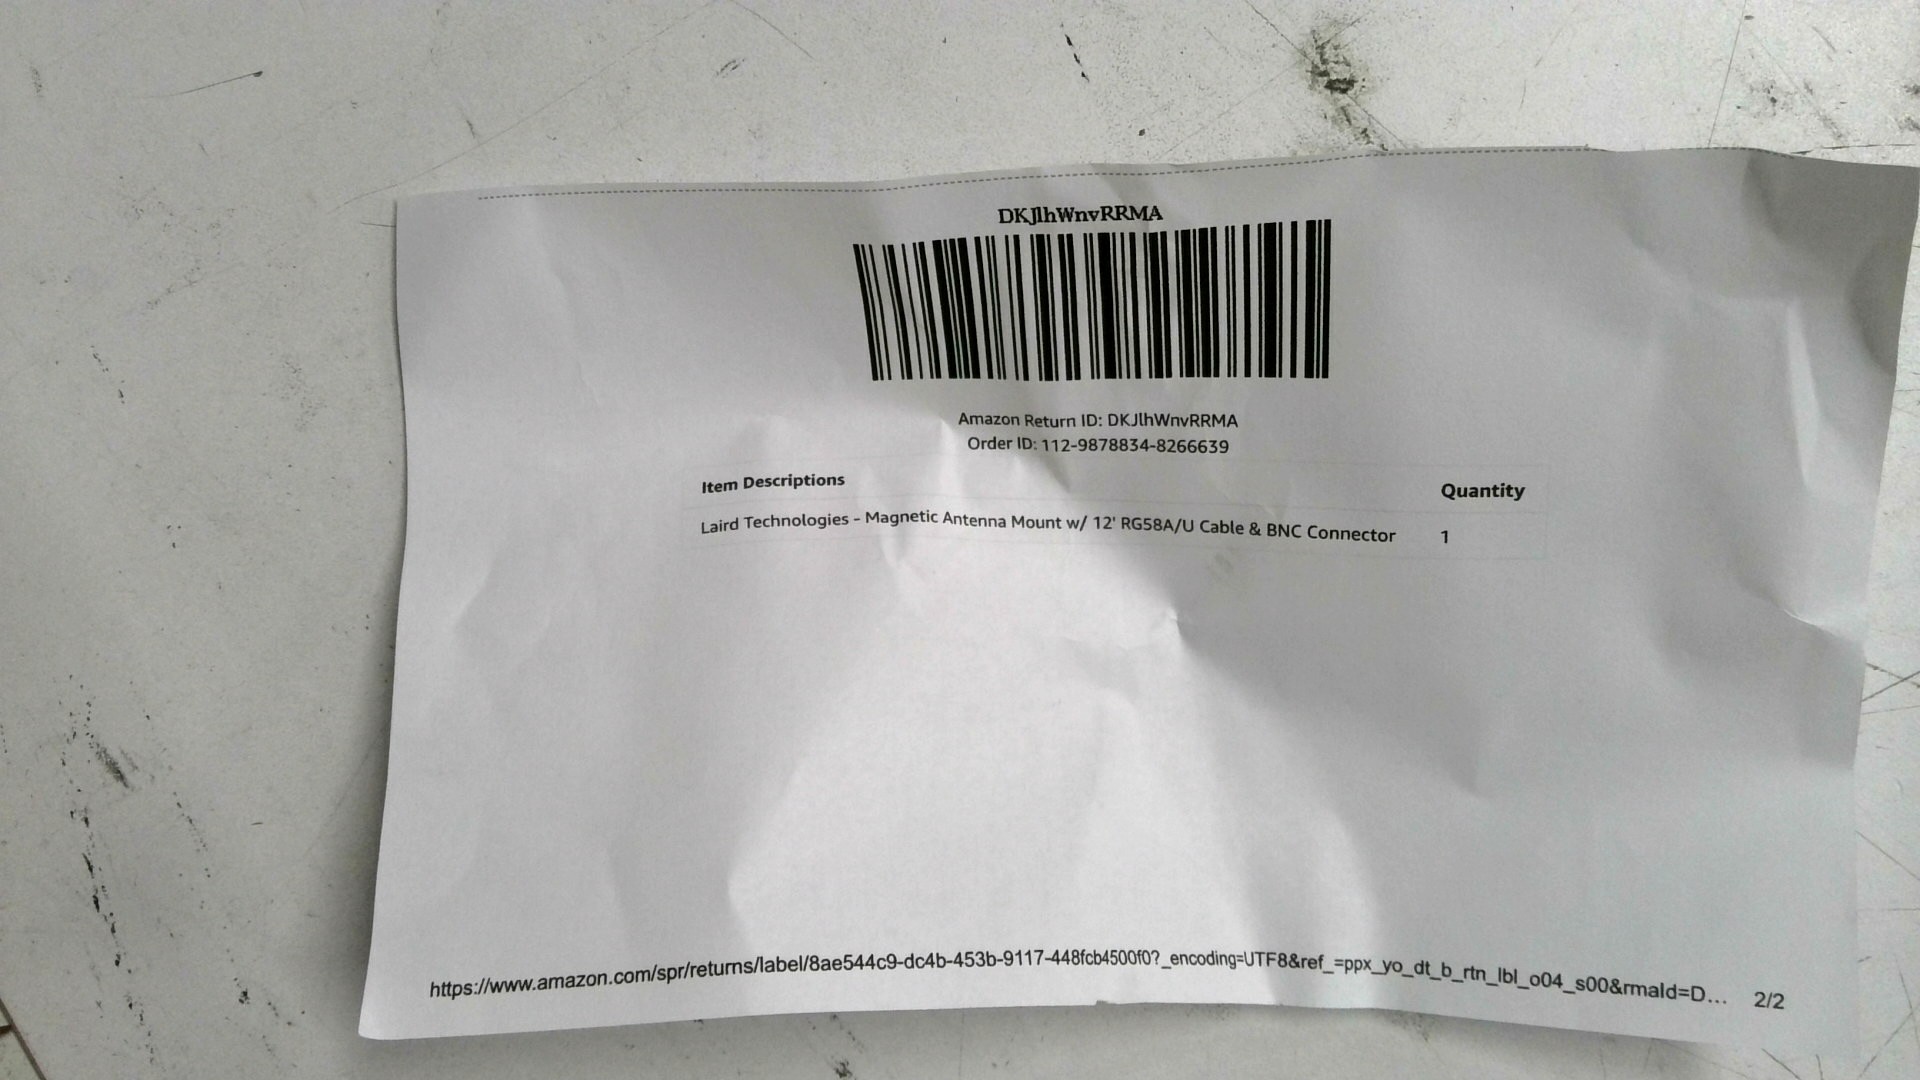 DKJlhWnvRRMA
Amazon Return ID: DKJlhWnvRRMA
Order ID: 112-9878834-8266639
Item Descriptions Quantity
Laird Technologies - Magnetic Antenna Mount w/ 12' RG58A/U Cable & BNC Connector 1
https://www.amazon.com/spr/returns/label/8ae544c9-dc4b-453b-9117-448fcb4500f0?_encoding=UTF8&ref_=ppx_yo_dt_b_rtn_lbl_o04_s00&rmaId=D... 2/2